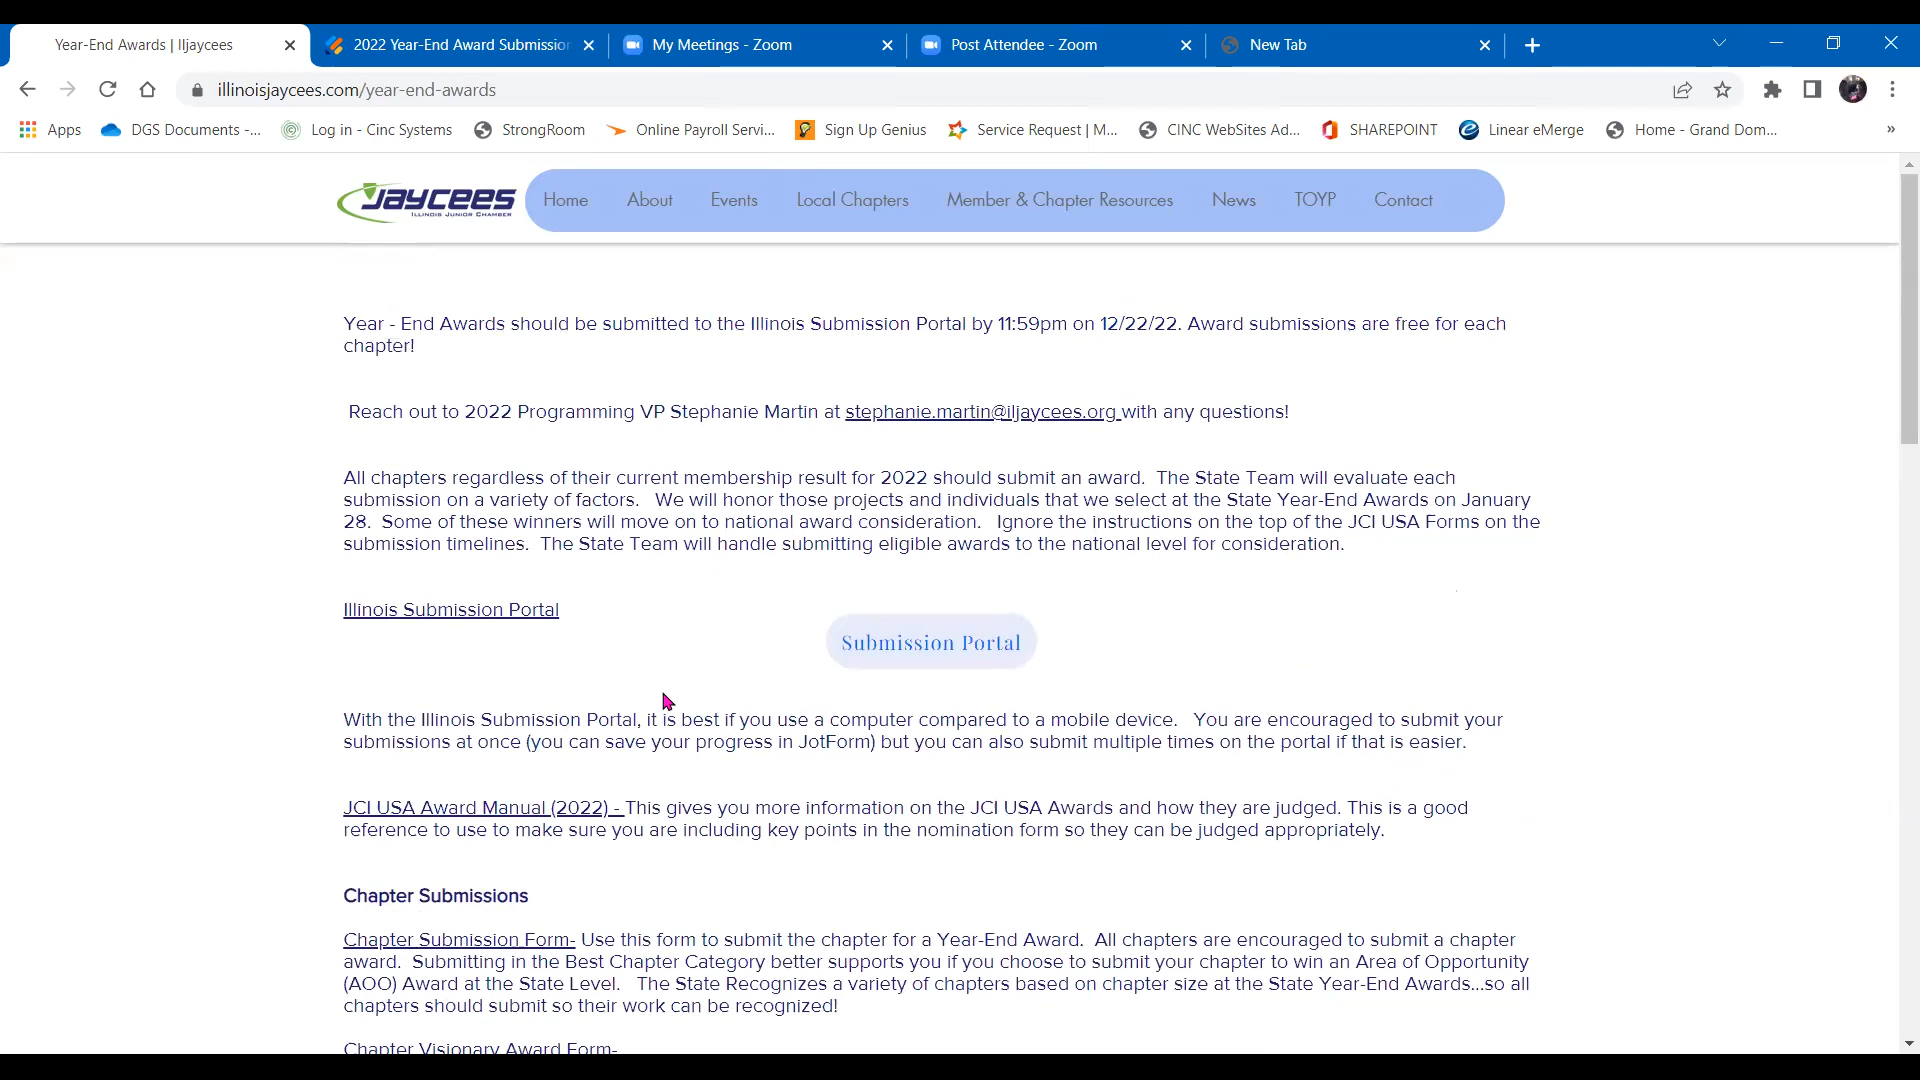 Year-End Awards | Iljaycees
2022 Year-End Award Submission
My Meetings - Zoom
Post Attendee - Zoom
New Tab
illinoisjaycees.com/year-end-awards
Apps
DGS Documents -...
Log in - Cinc Systems
StrongRoom
Online Payroll Servi...
Sign Up Genius
Service Request | M...
CINC WebSites Ad...
SHAREPOINT
Linear eMerge
Home - Grand Dom...
»
Jaycees
ILLINOIS JUNIOR CHAMBER
Home
About
Events
Local Chapters
Member & Chapter Resources
News
TOYP
Contact
Year - End Awards should be submitted to the Illinois Submission Portal by 11:59pm on 12/22/22. Award submissions are free for each
chapter!
Reach out to 2022 Programming VP Stephanie Martin at stephanie.martin@iljaycees.org with any questions!
All chapters regardless of their current membership result for 2022 should submit an award. The State Team will evaluate each
submission on a variety of factors. We will honor those projects and individuals that we select at the State Year-End Awards on January
28. Some of these winners will move on to national award consideration. Ignore the instructions on the top of the JCI USA Forms on the
submission timelines. The State Team will handle submitting eligible awards to the national level for consideration.
Illinois Submission Portal
Submission Portal
With the Illinois Submission Portal, it is best if you use a computer compared to a mobile device. You are encouraged to submit your
submissions at once (you can save your progress in JotForm) but you can also submit multiple times on the portal if that is easier.
JCI USA Award Manual (2022) - This gives you more information on the JCI USA Awards and how they are judged. This is a good
reference to use to make sure you are including key points in the nomination form so they can be judged appropriately.
Chapter Submissions
Chapter Submission Form- Use this form to submit the chapter for a Year-End Award. All chapters are encouraged to submit a chapter
award. Submitting in the Best Chapter Category better supports you if you choose to submit your chapter to win an Area of Opportunity
(AOO) Award at the State Level. The State Recognizes a variety of chapters based on chapter size at the State Year-End Awards...so all
chapters should submit so their work can be recognized!
Chapter Visionary Award Form-